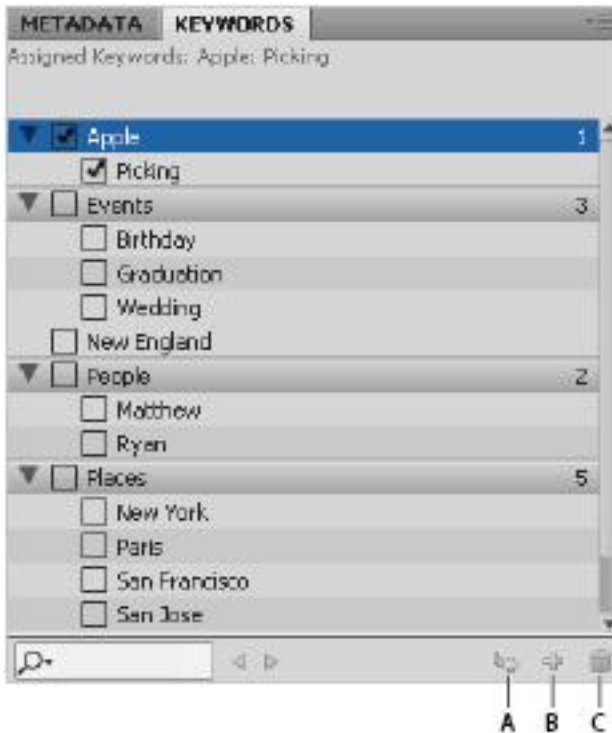 METADATA KEYWORDS
Assigned Keywords: Apple; Picking
Apple 1
Picking
Events 3
Birthday
Graduation
Wedding
New England
People 2
Matthew
Ryan
Places 5
New York
Paris
San Francisco
San Jose
A B C